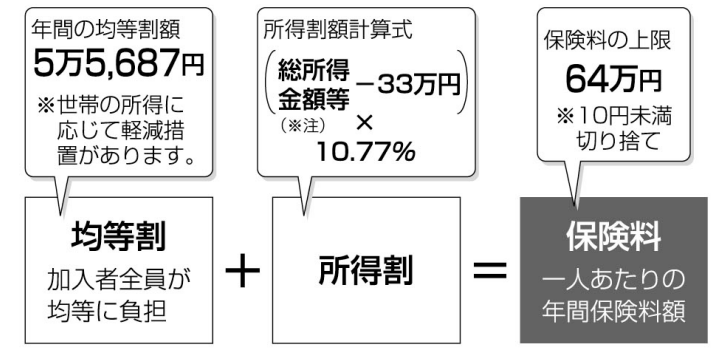 年間の均等割額
5万5,687円
※世帯の所得に
応じて軽減措
置があります。
所得割額計算式
(総所得金額等−33万円)
(※注)
×
10.77%
保険料の上限
64万円
※10円未満
切り捨て
均等割
加入者全員が
均等に負担
+
所得割
=
保険料
一人あたりの
年間保険料額